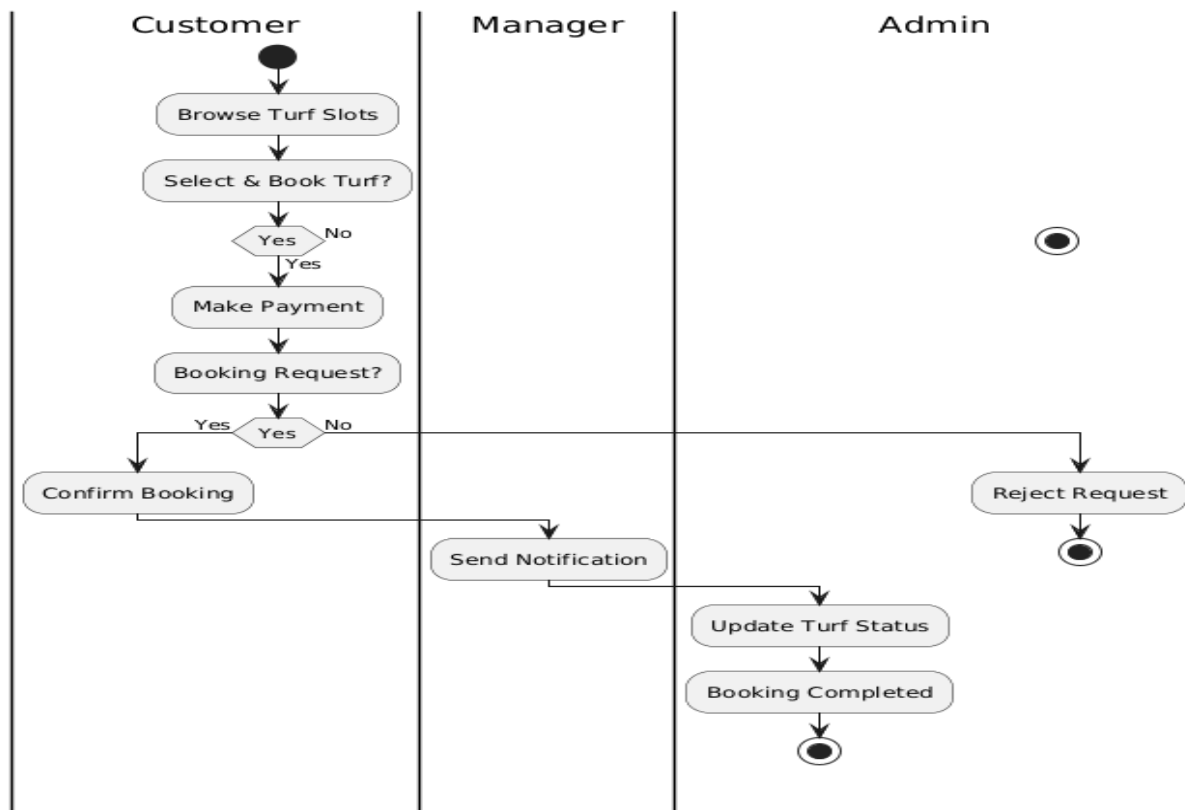 Customer
Manager
Admin
Browse Turf Slots
Select & Book Turf?
Yes
No
Yes
Make Payment
Booking Request?
Yes
Yes
No
Confirm Booking
Reject Request
Send Notification
Update Turf Status
Booking Completed